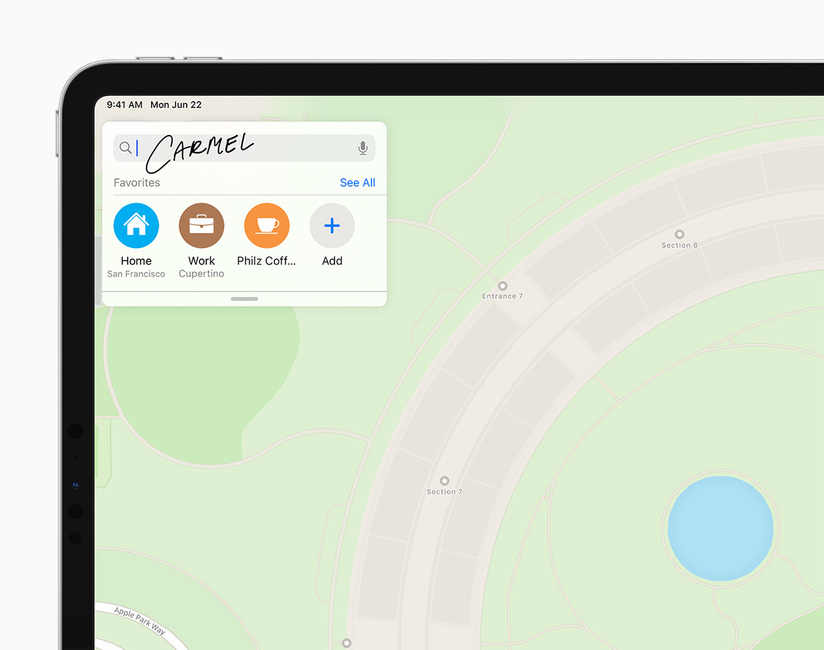 9:41 AM Mon Jun 22
CARMEL
Favorites See All
Home Work Philz Coff... Add
San Francisco Cupertino
Section 8
Entrance 7
Section 7
Apple Park Way